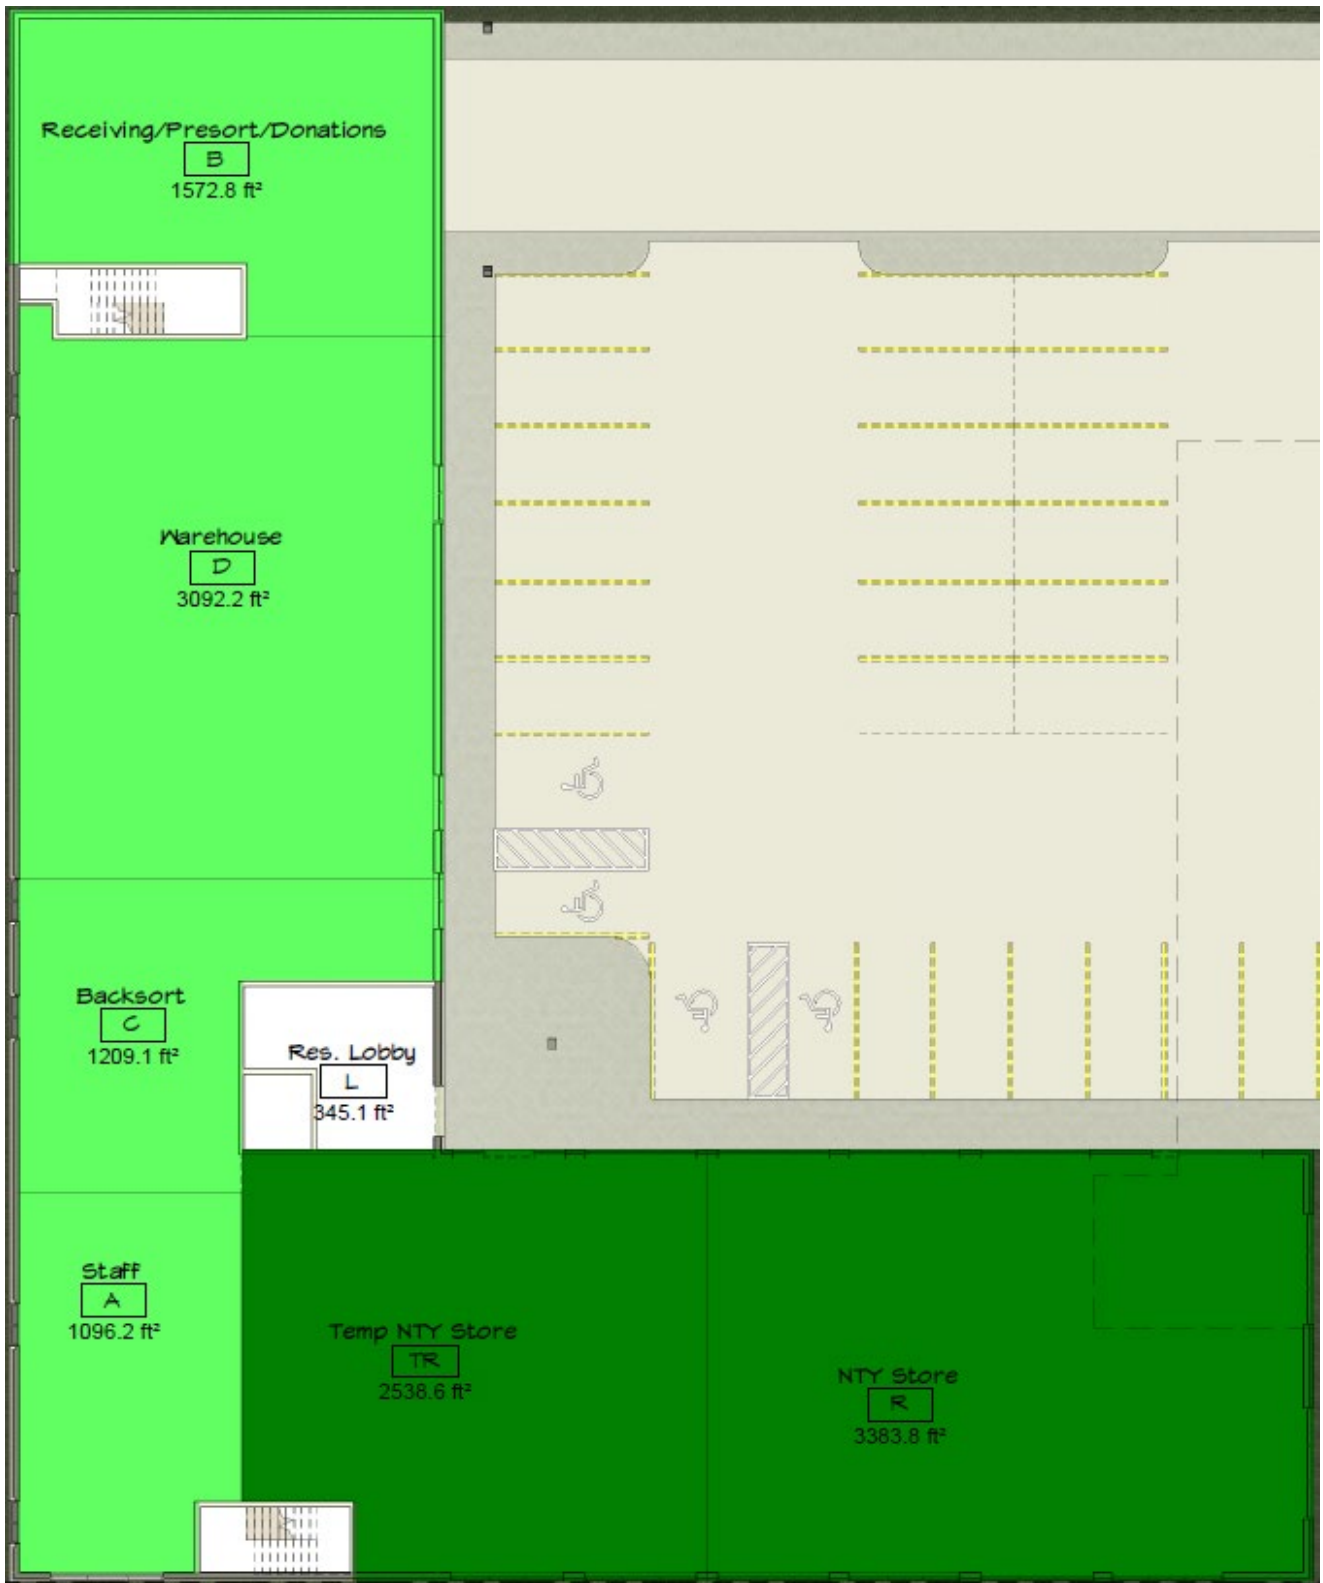 Receiving/Presort/Donations
B
1572.8 ft²
Warehouse
D
3092.2 ft²
Backsort
C
1209.1 ft²
Res. Lobby
L
345.1 ft²
Staff
A
1096.2 ft²
Temp NTY Store
TR
2538.6 ft²
NTY Store
R
3383.8 ft²